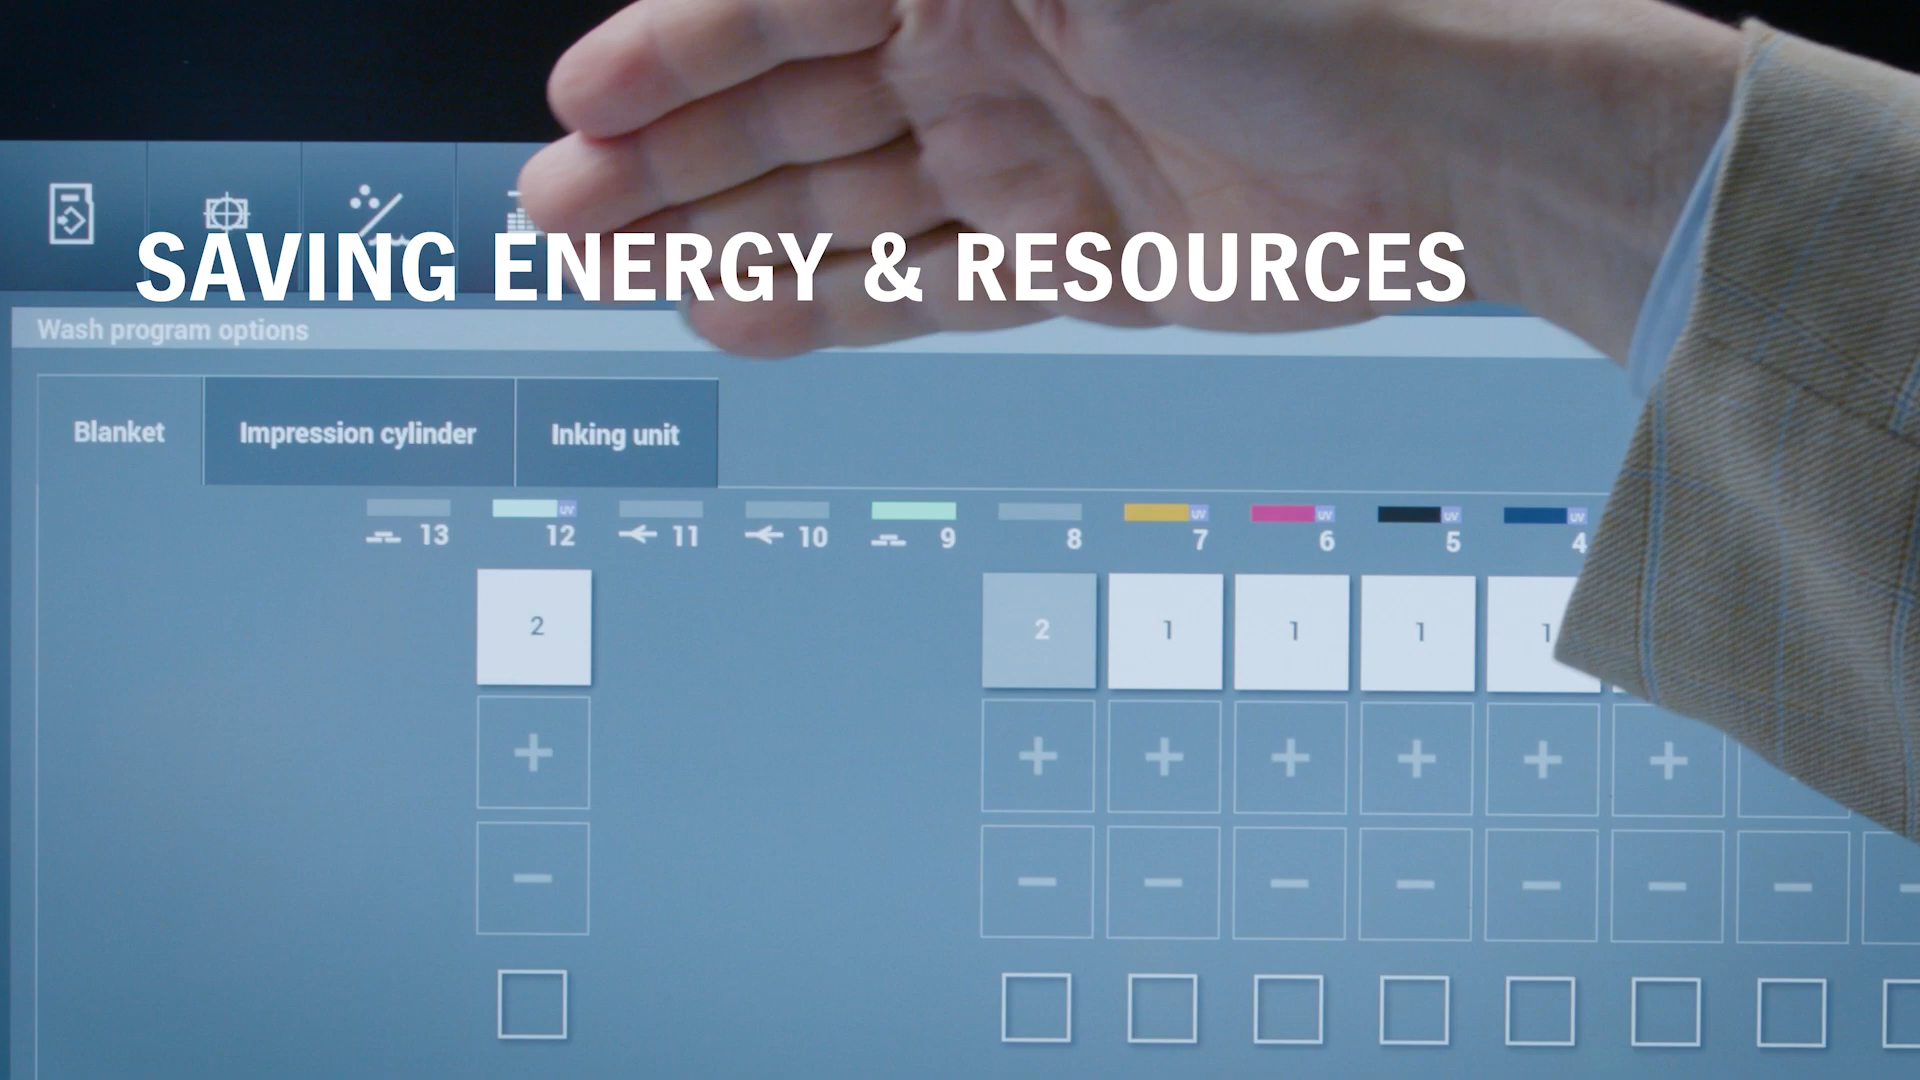 SAVING ENERGY & RESOURCES
Wash program options
Blanket Impression cylinder Inking unit
UV UV UV UV UV
13 12 11 10 9 8 7 6 5 4
2 2 1 1 1 1